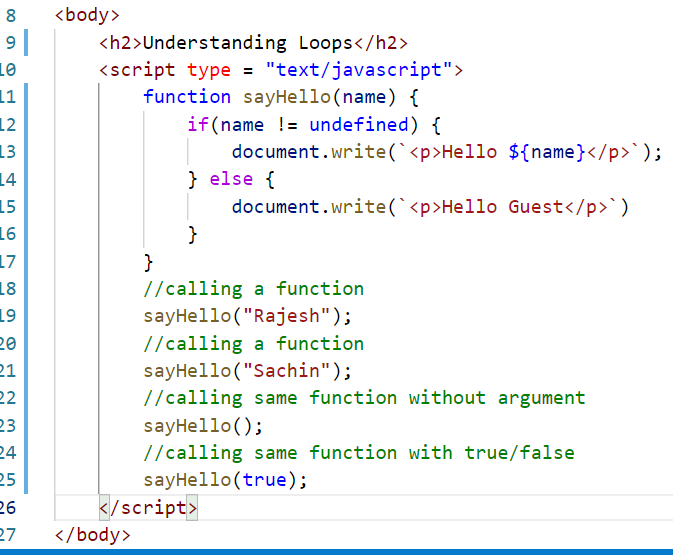 8 <body>
9 <h2>Understanding Loops</h2>
10 <script type = "text/javascript">
11 function sayHello(name) {
12 if(name != undefined) {
13 document.write(`<p>Hello ${name}</p>`);
14 } else {
15 document.write(`<p>Hello Guest</p>`)
16 }
17 }
18 //calling a function
19 sayHello("Rajesh");
20 //calling a function
21 sayHello("Sachin");
22 //calling same function without argument
23 sayHello();
24 //calling same function with true/false
25 sayHello(true);
26 </script>
27 </body>